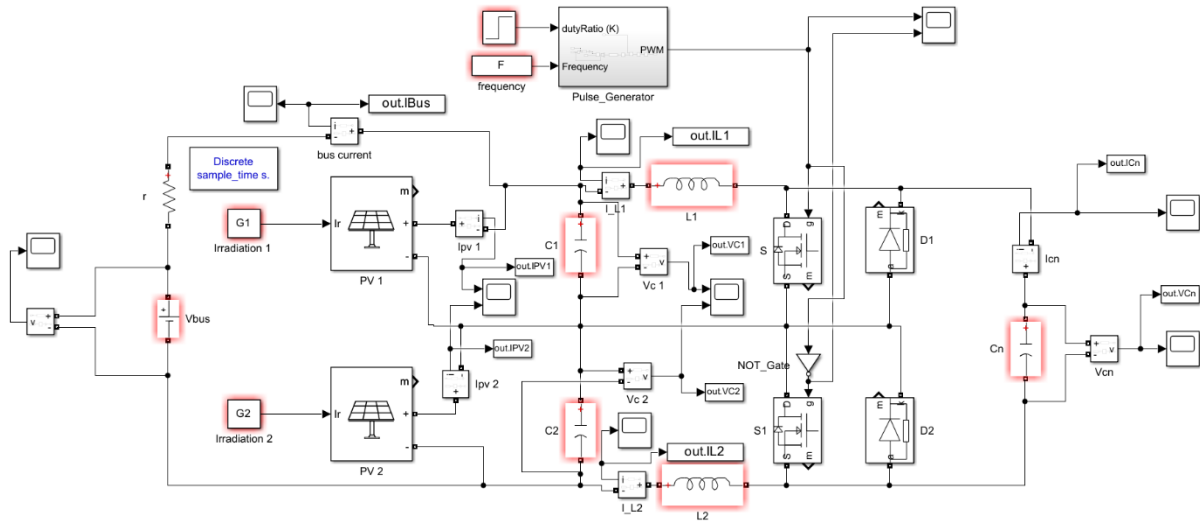 dutyRatio (K)
PWM
F
Frequency
frequency
Pulse_Generator
out.IBus
i
+
-
bus current
out.IL1
out.ICn
Discrete
sample_time s.
r
m
I_L1
L1
G1
Ir
+
-
Irradiation 1
PV 1
Ipv 1
C1
out.VC1
Vc 1
D
g
S
S
m
D1
Icn
out.IPV1
v
Vbus
out.VCn
Cn
v
Vcn
out.IPV2
NOT_Gate
m
Ipv 2
Vc 2
out.VC2
G2
Ir
+
-
Irradiation 2
PV 2
C2
D
g
S1
S
m
D2
out.IL2
I_L2
L2